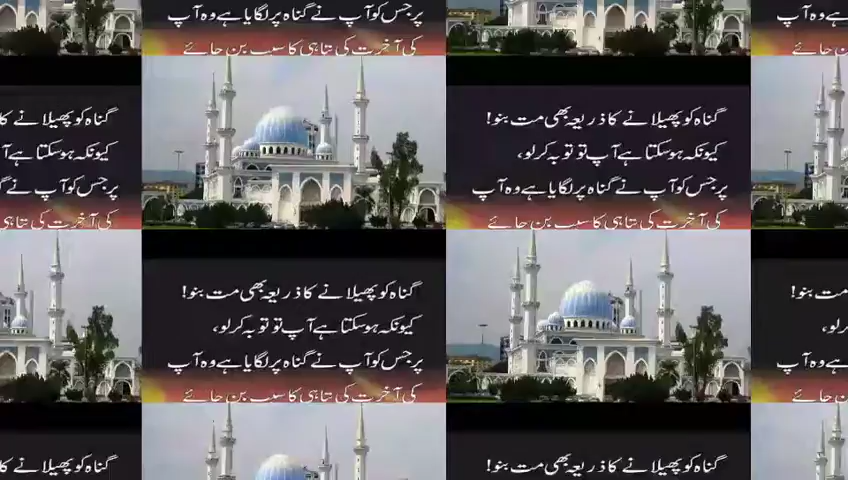 گناہ کو پھیلانے کا ذریعہ بھی مت بنو!
کیونکہ ہو سکتا ہے آپ تو توبہ کر لو،
پر جس کو آپ نے گناہ پر لگایا ہے وہ آپ
کی آخرت کی تباہی کا سبب بن جائے